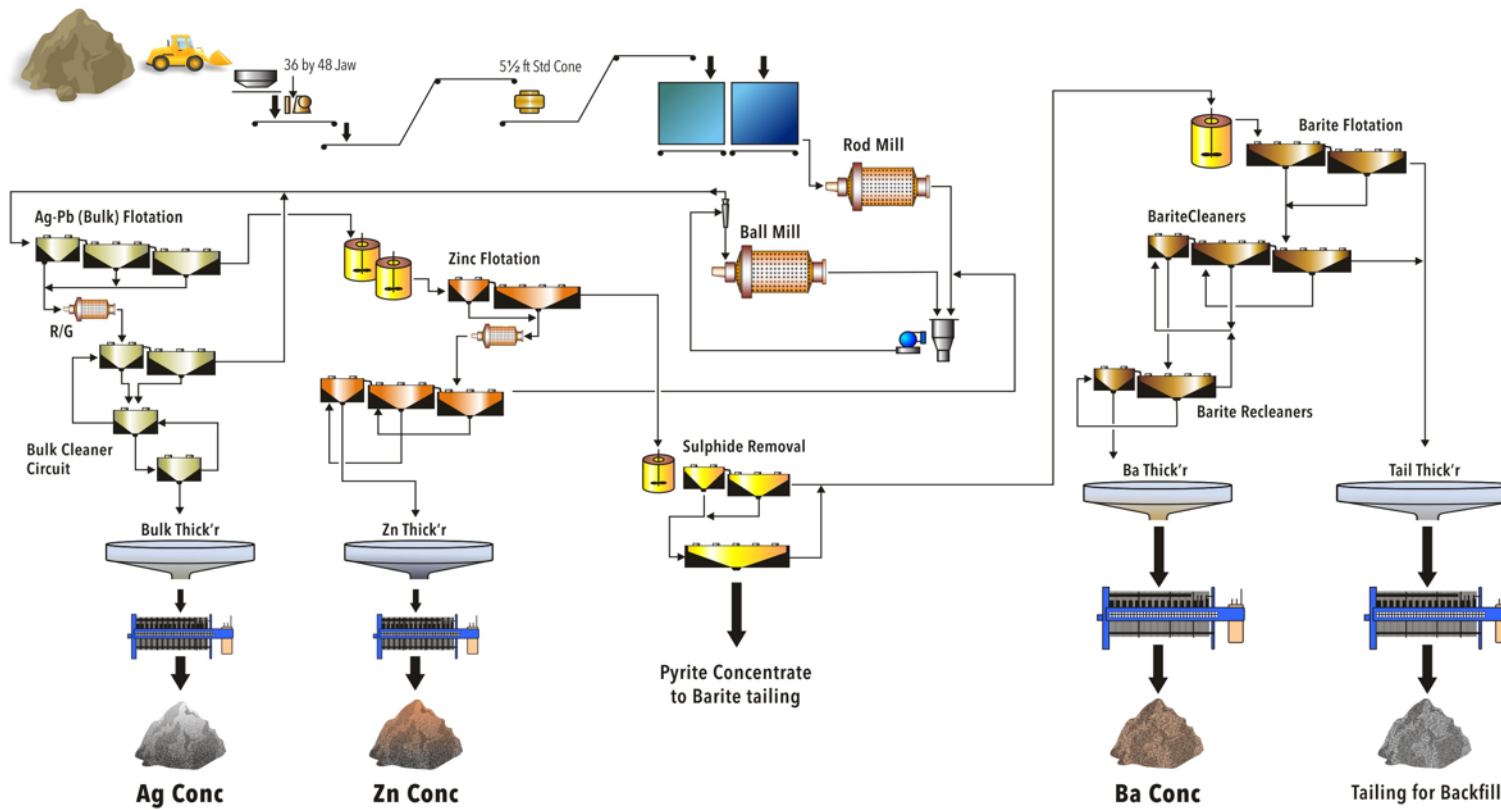 36 by 48 Jaw
5½ ft Std Cone
Rod Mill
Barite Flotation
Ag-Pb (Bulk) Flotation
BariteCleaners
Ball Mill
Zinc Flotation
R/G
Barite Recleaners
Bulk Cleaner
Circuit
Sulphide Removal
Ba Thick'r
Tail Thick'r
Bulk Thick'r
Zn Thick'r
Pyrite Concentrate
to Barite tailing
Ag Conc
Zn Conc
Ba Conc
Tailing for Backfill